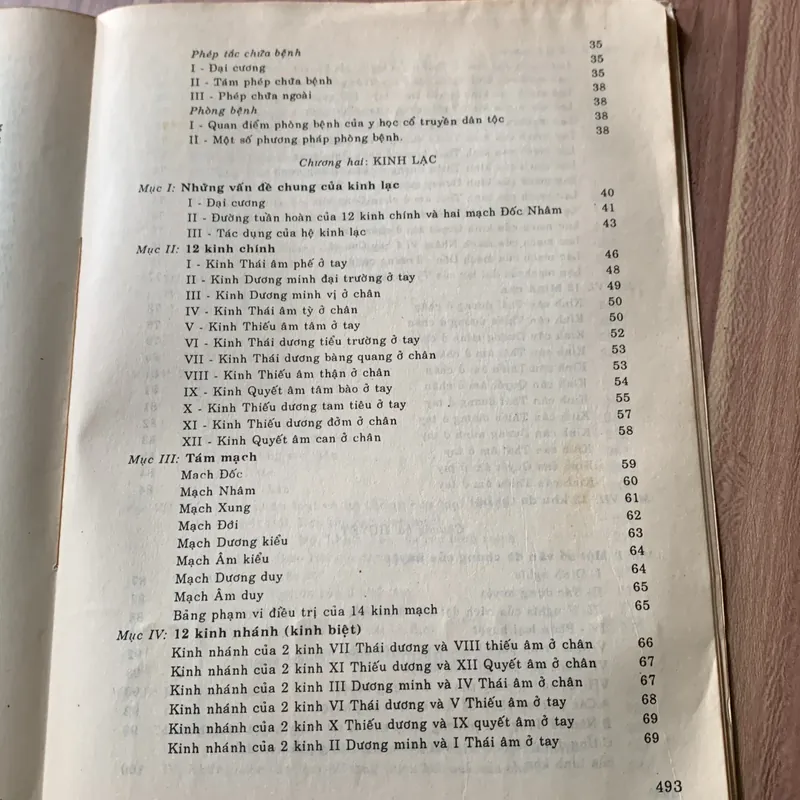 Phép tắc chữa bệnh 35
I - Đại cương 35
II - Tám phép chữa bệnh 35
III - Phép chữa ngoài 38
Phòng bệnh 38
I - Quan điểm phòng bệnh của y học cổ truyền dân tộc 38
II - Một số phương pháp phòng bệnh. 38
Chương hai: KINH LẠC
Mục I: Những vấn đề chung của kinh lạc
I - Đại cương 40
II - Đường tuần hoàn của 12 kinh chính và hai mạch Đốc Nhâm 41
III - Tác dụng của hệ kinh lạc 43
Mục II: 12 kinh chính
I - Kinh Thái âm phế ở tay 46
II - Kinh Dương minh đại trường ở tay 48
III - Kinh Dương minh vị ở chân 49
IV - Kinh Thái âm tỳ ở chân 50
V - Kinh Thiếu âm tâm ở tay 50
VI - Kinh Thái dương tiểu trường ở tay 52
VII - Kinh Thái dương bàng quang ở chân 53
VIII - Kinh Thiếu âm thận ở chân 53
IX - Kinh Quyết âm tâm bào ở tay 54
X - Kinh Thiếu dương tam tiêu ở tay 55
XI - Kinh Thiếu dương đởm ở chân 57
XII - Kinh Quyết âm can ở chân 58
Mục III: Tám mạch
Mach Đốc 59
Mạch Nhâm 60
Mạch Xung 61
Mạch Đới 62
Mạch Dương kiểu 63
Mạch Âm kiểu 64
Mạch Dương duy 64
Mạch Âm duy 65
Bảng phạm vi điều trị của 14 kinh mạch 65
Mục IV: 12 kinh nhánh (kinh biệt)
Kinh nhánh của 2 kinh VII Thái dương và VIII thiếu âm ở chân 66
Kinh nhánh của 2 kinh XI Thiếu dương và XII Quyết âm ở chân 67
Kinh nhánh của 2 kinh III Dương minh và IV Thái âm ở chân 67
Kinh nhánh của 2 kinh VI Thái dương và V Thiếu âm ở tay 68
Kinh nhánh của 2 kinh X Thiếu dương và IX quyết âm ở tay 69
Kinh nhánh của 2 kinh II Dương minh và I Thái âm ở tay 69
493